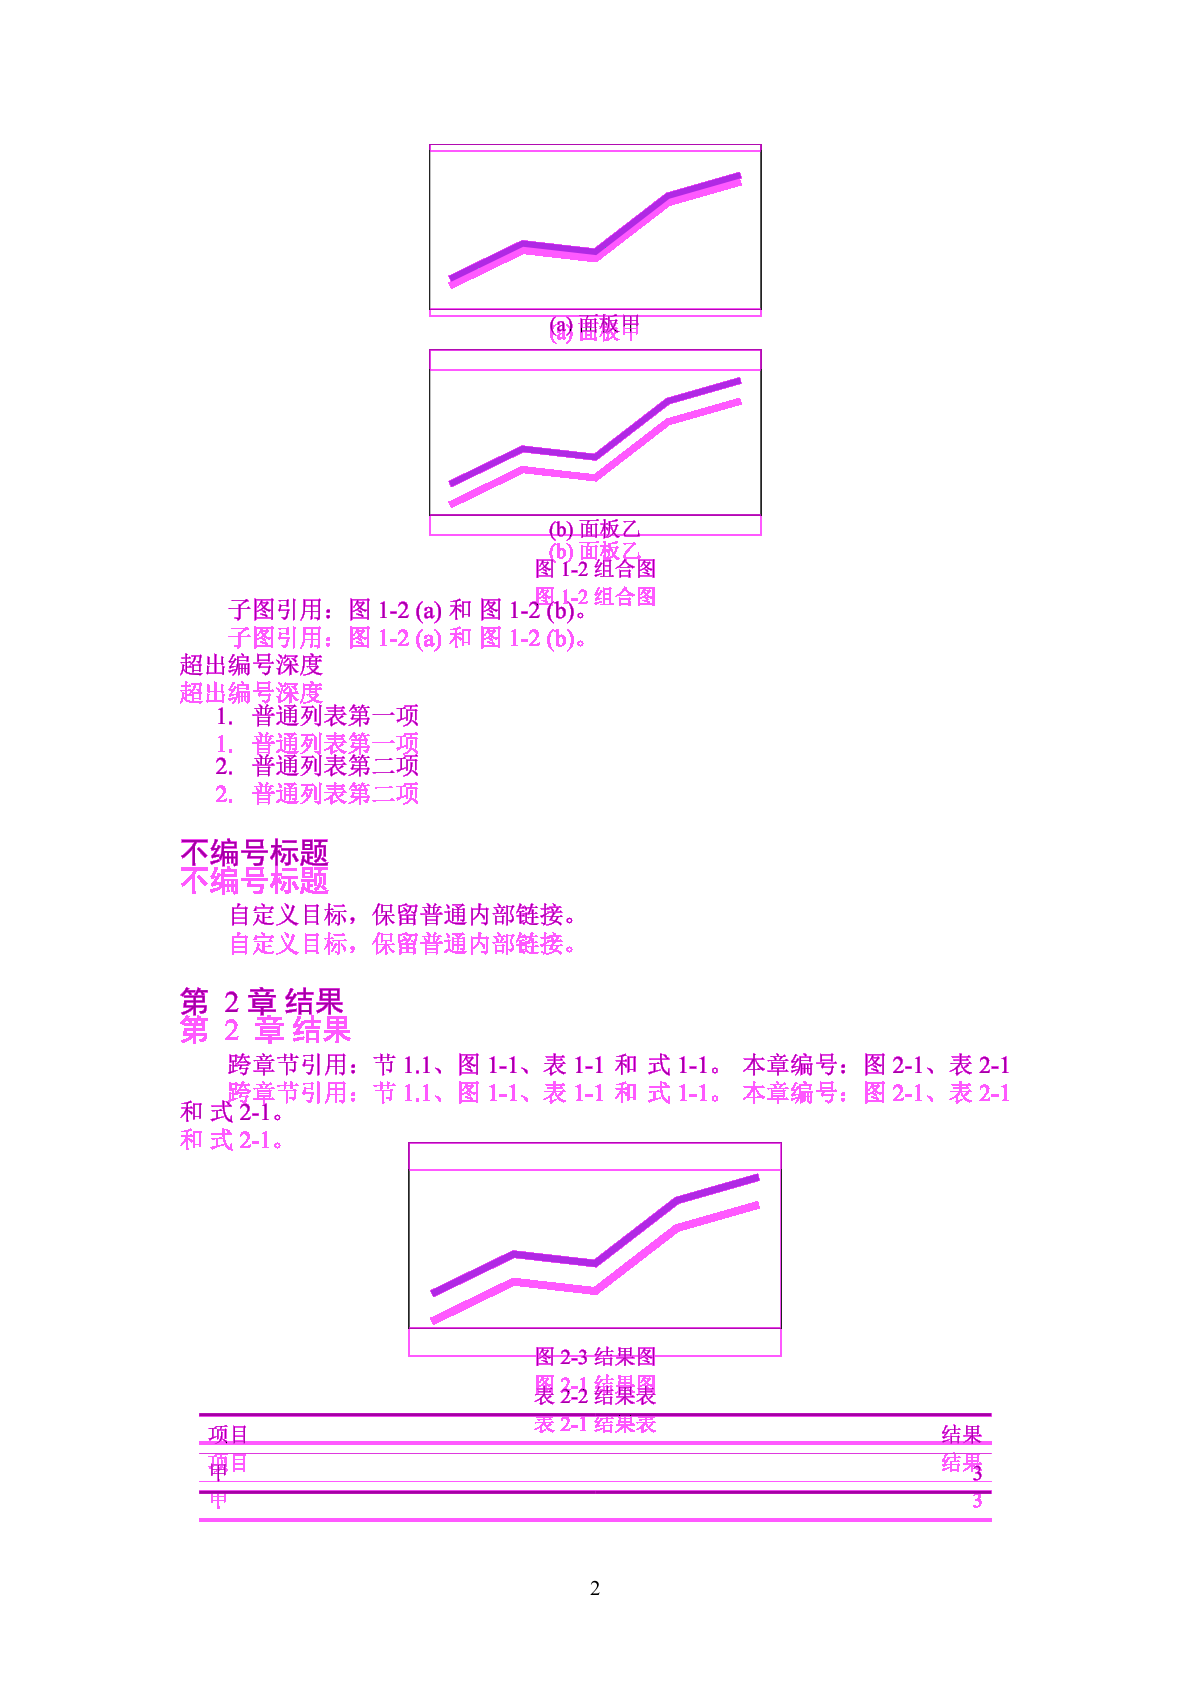 (a) 面板甲
(a) 面板甲
(b) 面板乙
(b) 面板乙
图 1-2 组合图
图 1-2 组合图
子图引用：图 1-2 (a) 和 图 1-2 (b)。
子图引用：图 1-2 (a) 和 图 1-2 (b)。
超出编号深度
超出编号深度
1. 普通列表第一项
1. 普通列表第一项
2. 普通列表第二项
2. 普通列表第二项
不编号标题
不编号标题
自定义目标，保留普通内部链接。
自定义目标，保留普通内部链接。
第 2 章 结果
第 2 章 结果
跨章节引用：节 1.1、图 1-1、表 1-1 和 式 1-1。 本章编号：图 2-1、表 2-1
跨章节引用：节 1.1、图 1-1、表 1-1 和 式 1-1。 本章编号：图 2-1、表 2-1
和 式 2-1。
和 式 2-1。
图 2-3 结果图
图 2-1 结果图
表 2-2 结果表
表 2-1 结果表
项目 结果
项目 结果
甲 3
甲 3
2